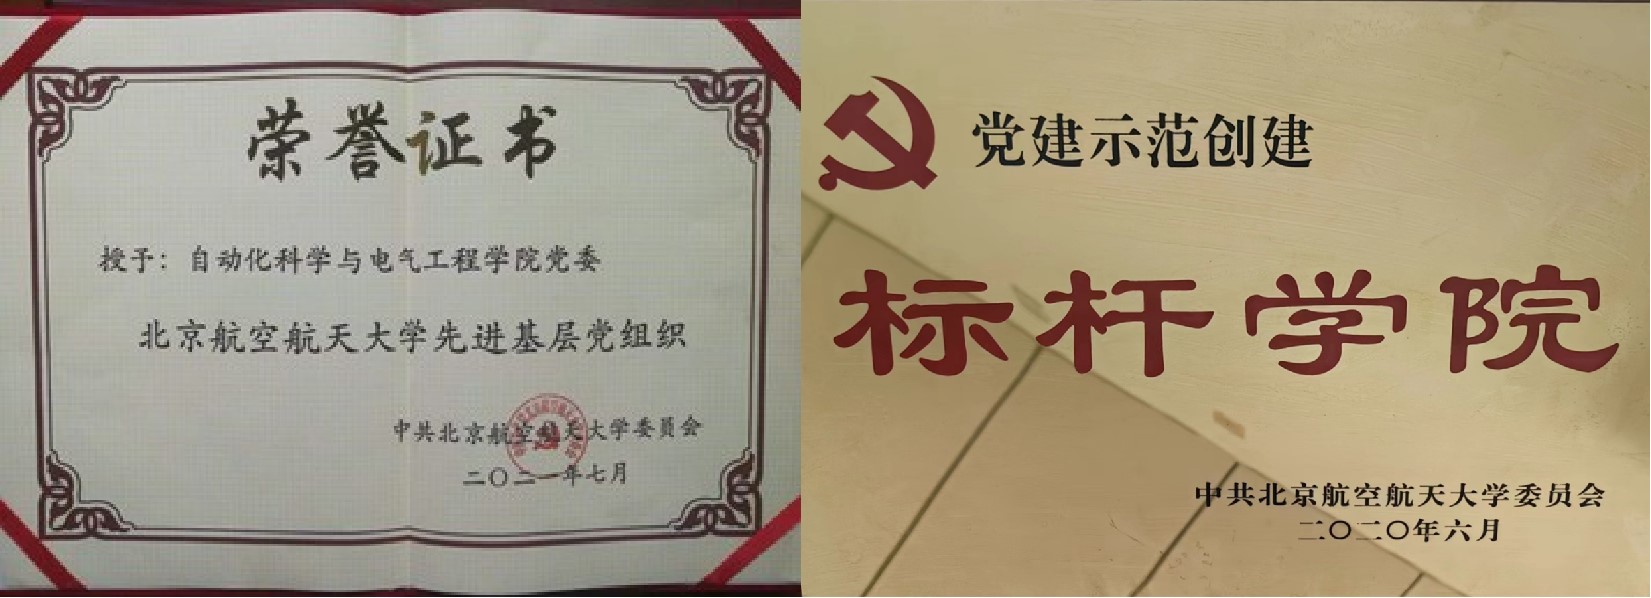 荣誉证书
授予：自动化科学与电气工程学院党委
北京航空航天大学先进基层党组织
中共北京航空航天大学委员会
二〇二一年七月
党建示范创建
标杆学院
中共北京航空航天大学委员会
二〇二〇年六月